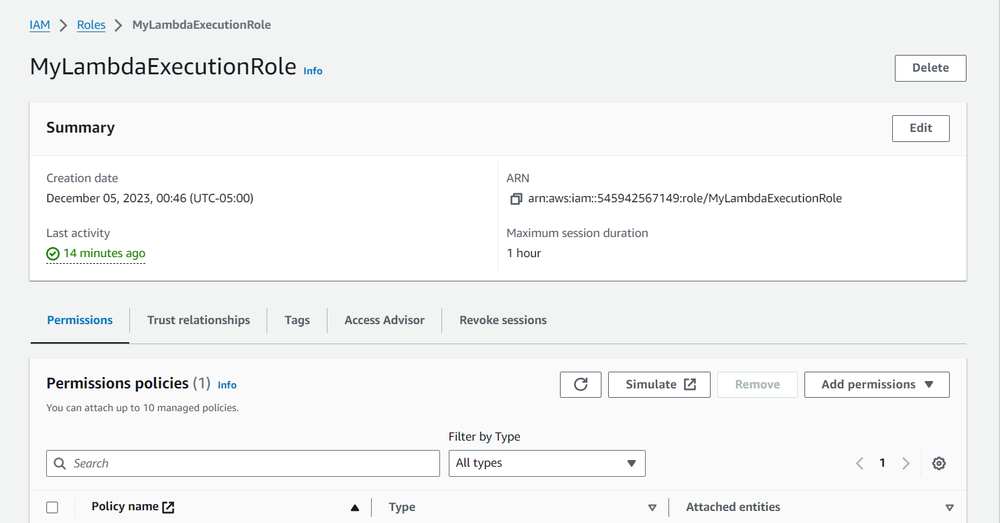 IAM > Roles > MyLambdaExecutionRole
MyLambdaExecutionRole Info
Delete
Summary
Edit
Creation date
December 05, 2023, 00:46 (UTC-05:00)
ARN
arn:aws:iam::545942567149:role/MyLambdaExecutionRole
Last activity
14 minutes ago
Maximum session duration
1 hour
Permissions
Trust relationships
Tags
Access Advisor
Revoke sessions
Permissions policies (1) Info
Simulate
Remove
Add permissions
You can attach up to 10 managed policies.
Filter by Type
Search
All types
1
Policy name
Type
Attached entities